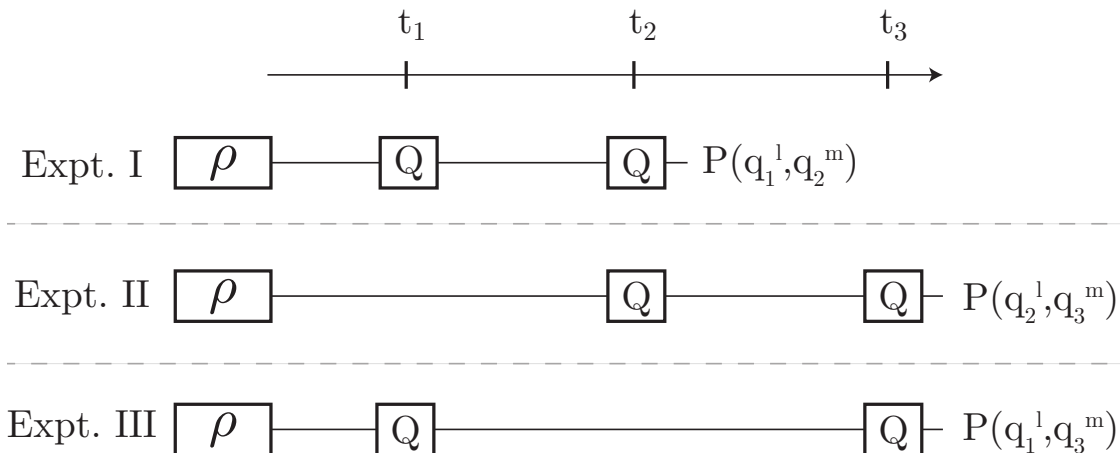 t₁ t₂ t₃
Expt. I ρ Q Q P(q₁ˡ,q₂ᵐ)
Expt. II ρ Q Q P(q₂ˡ,q₃ᵐ)
Expt. III ρ Q Q P(q₁ˡ,q₃ᵐ)